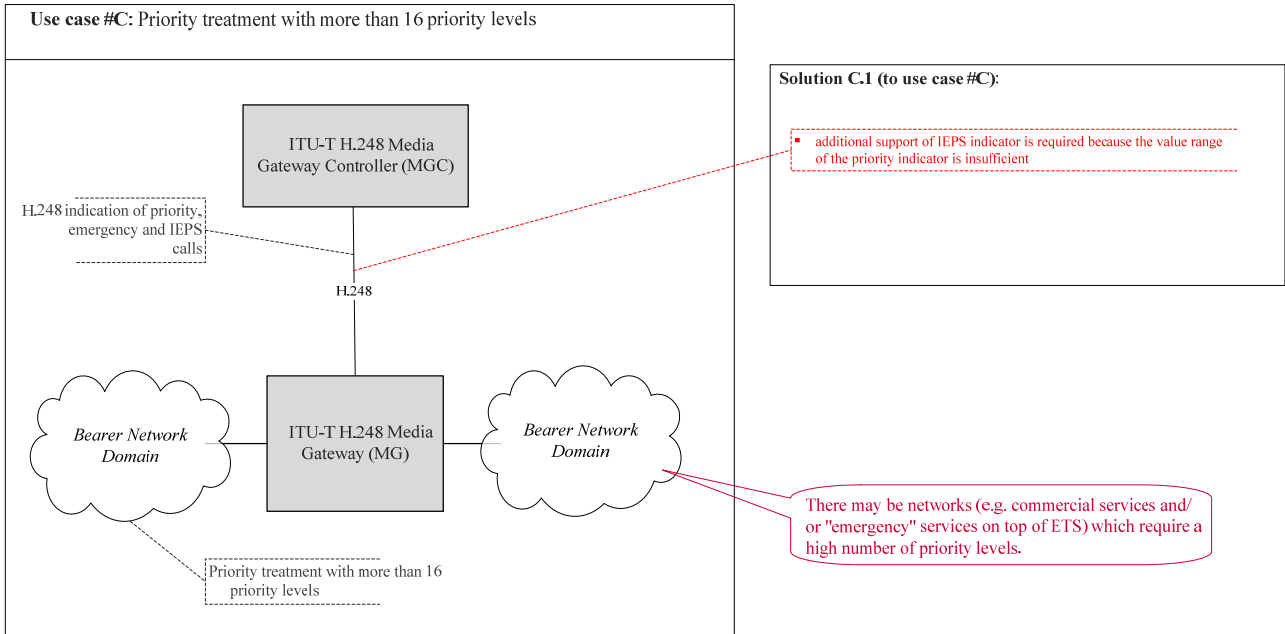 Use case #C: Priority treatment with more than 16 priority levels
Solution C.1 (to use case #C):
▪ additional support of IEPS indicator is required because the value range
of the priority indicator is insufficient
ITU-T H.248 Media
Gateway Controller (MGC)
H.248 indication of priority,
emergency and IEPS
calls
H.248
Bearer Network
Domain
ITU-T H.248 Media
Gateway (MG)
Bearer Network
Domain
There may be networks (e.g. commercial services and/
or "emergency" services on top of ETS) which require a
high number of priority levels.
Priority treatment with more than 16
priority levels